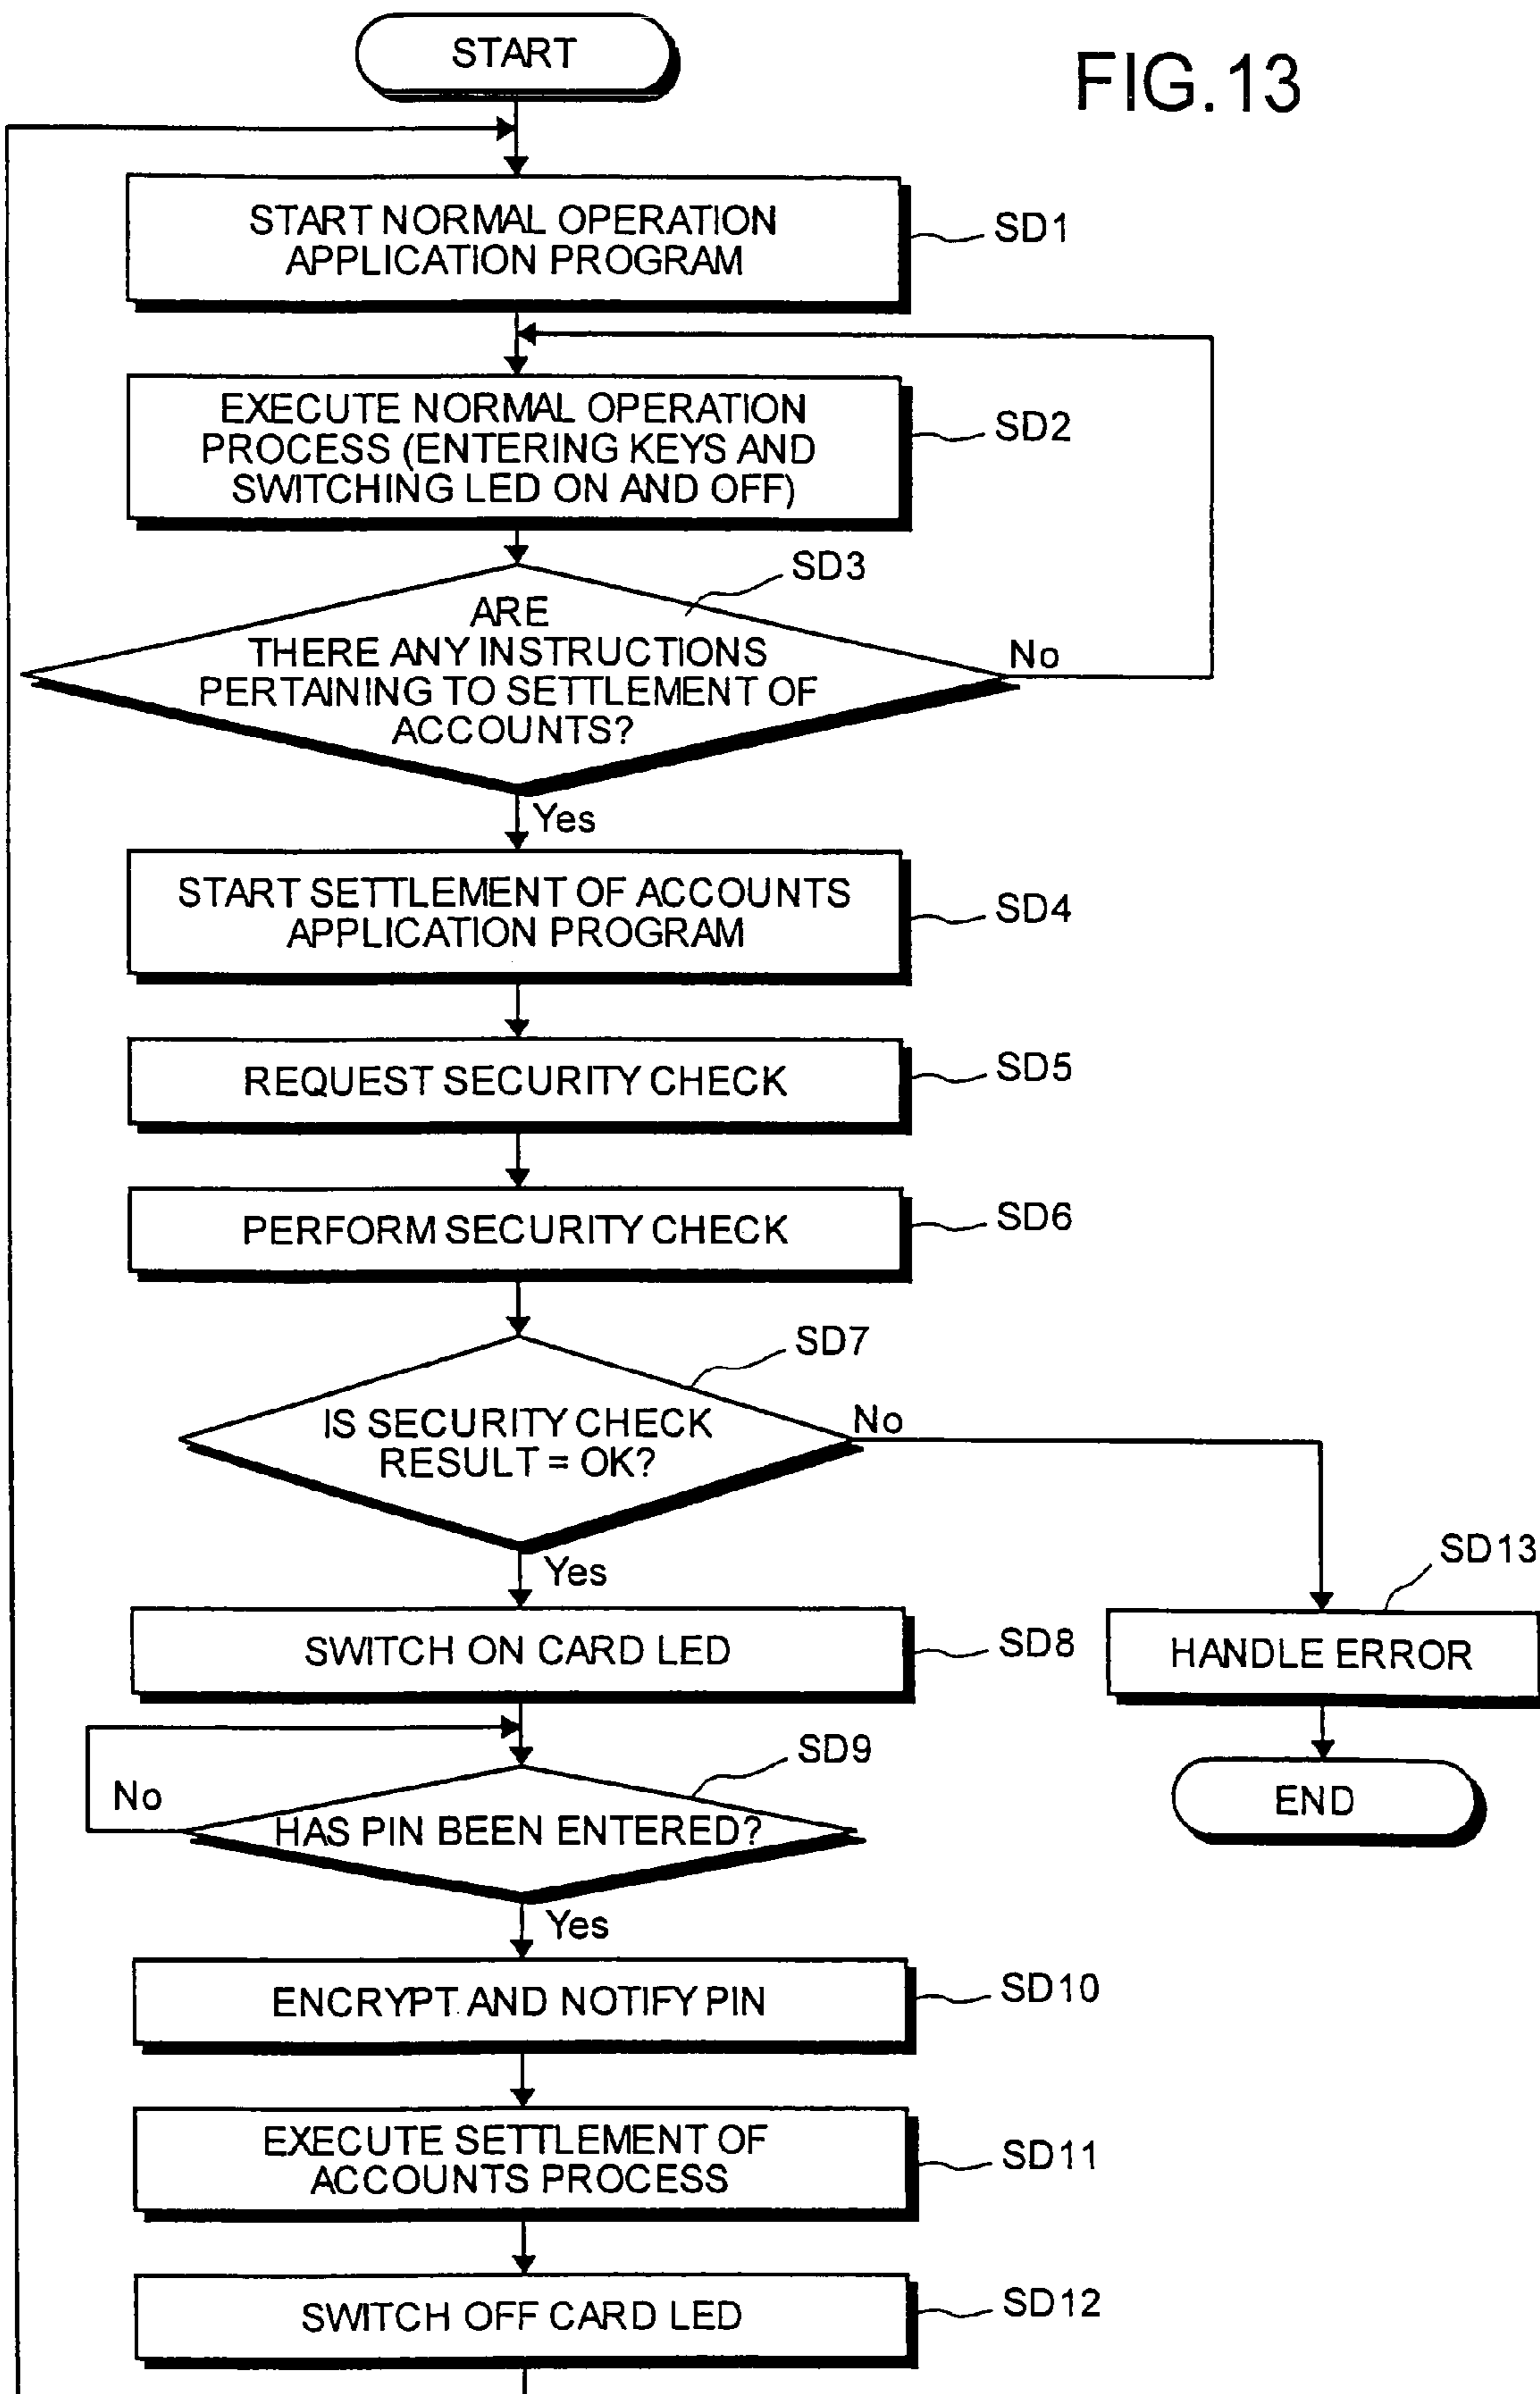 START
FIG.13
START NORMAL OPERATION
APPLICATION PROGRAM
SD1
EXECUTE NORMAL OPERATION
PROCESS (ENTERING KEYS AND
SWITCHING LED ON AND OFF)
SD2
SD3
ARE
THERE ANY INSTRUCTIONS
PERTAINING TO SETTLEMENT OF
ACCOUNTS?
No
Yes
START SETTLEMENT OF ACCOUNTS
APPLICATION PROGRAM
SD4
REQUEST SECURITY CHECK
SD5
PERFORM SECURITY CHECK
SD6
SD7
IS SECURITY CHECK
RESULT = OK?
No
Yes
SD13
SWITCH ON CARD LED
SD8
HANDLE ERROR
SD9
No
HAS PIN BEEN ENTERED?
END
Yes
ENCRYPT AND NOTIFY PIN
SD10
EXECUTE SETTLEMENT OF
ACCOUNTS PROCESS
SD11
SWITCH OFF CARD LED
SD12